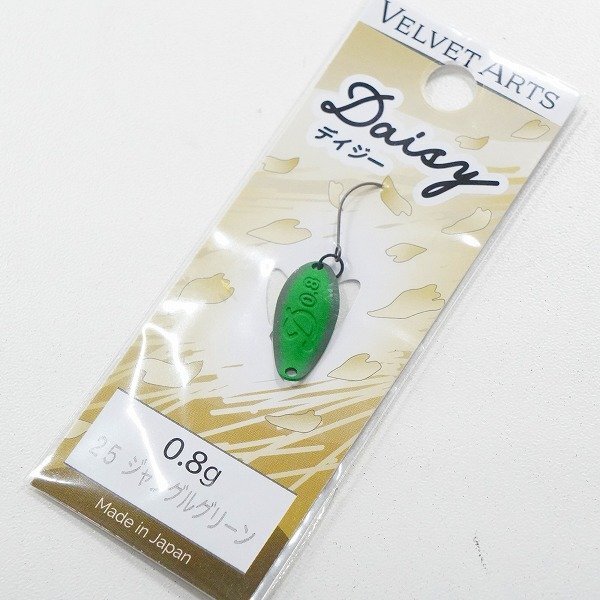 VELVET ARTS
Daisy
デイジー
D 0.8
0.8g
25 ジャングルグリーン
Made in Japan